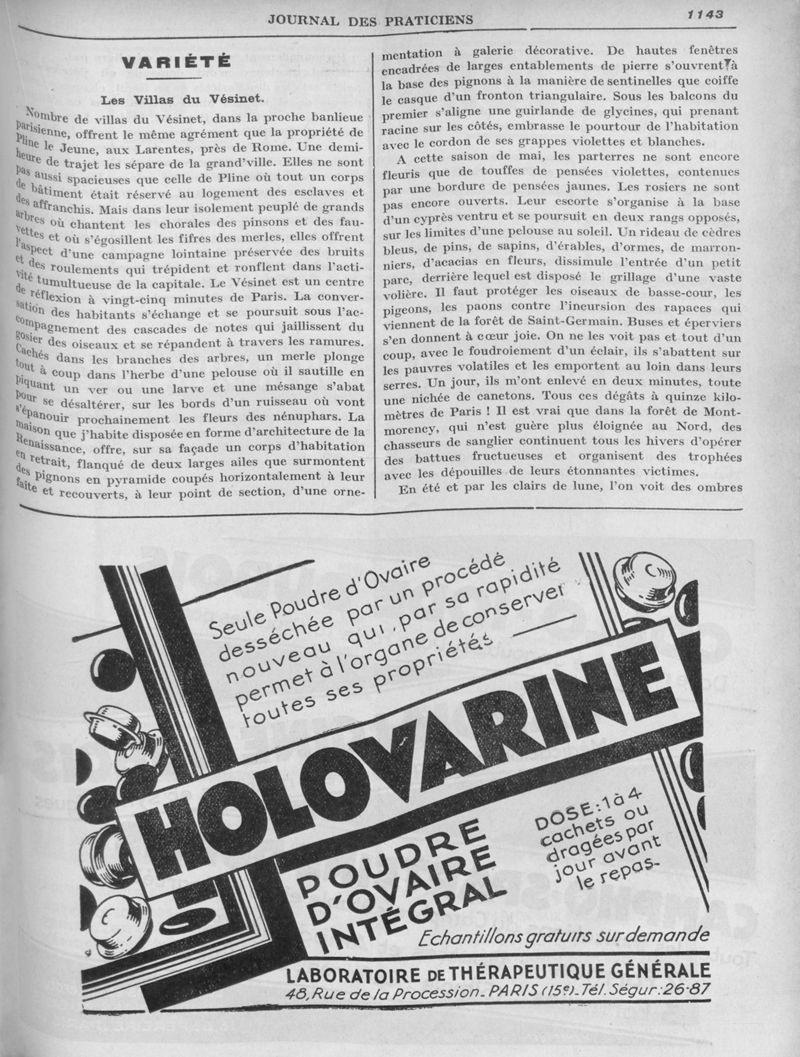 JOURNAL DES PRATICIENS
1143
VARIÉTÉ
Les Villas du Vésinet.
Nombre de villas du Vésinet, dans la proche banlieue
parisienne, offrent le même agrément que la propriété de
Pline le Jeune, aux Larentes, près de Rome. Une demi-
heure de trajet les sépare de la grand'ville. Elles ne sont
pas aussi spacieuses que celle de Pline où tout un corps
de bâtiment était réservé au logement des esclaves et
des affranchis. Mais dans leur isolement peuplé de grands
arbres où chantent les chorales des pinsons et des fau-
vettes et où s'égosillent les fifres des merles, elles offrent
l'aspect d'une campagne lointaine préservée des bruits
et des roulements qui trépident et ronflent dans l'acti-
vité tumultueuse de la capitale. Le Vésinet est un centre
de réflexion à vingt-cinq minutes de Paris. La conver-
sation des habitants s'échange et se poursuit sous l'ac-
compagnement des cascades de notes qui jaillissent du
gosier des oiseaux et se répandent à travers les ramures.
Cachés dans les branches des arbres, un merle plonge
tout à coup dans l'herbe d'une pelouse où il sautille en
piquant un ver ou une larve et une mésange s'abat
pour se désaltérer, sur les bords d'un ruisseau où vont
s'épanouir prochainement les fleurs des nénuphars. La
maison que j'habite disposée en forme d'architecture de la
Renaissance, offre, sur sa façade un corps d'habitation
en retrait, flanqué de deux larges ailes que surmontent
des pignons en pyramide coupés horizontalement à leur
faite et recouverts, à leur point de section, d'une orne-
mentation à galerie décorative. De hautes fenêtres
encadrées de larges entablements de pierre s'ouvrent à
la base des pignons à la manière de sentinelles que coiffe
le casque d'un fronton triangulaire. Sous les balcons du
premier s'aligne une guirlande de glycines, qui prenant
racine sur les côtés, embrasse le pourtour de l'habitation
avec le cordon de ses grappes violettes et blanches.
A cette saison de mai, les parterres ne sont encore
fleuris que de touffes de pensées violettes, contenues
par une bordure de pensées jaunes. Les rosiers ne sont
pas encore ouverts. Leur escorte s'organise à la base
d'un cyprès ventru et se poursuit en deux rangs opposés,
sur les limites d'une pelouse au soleil. Un rideau de cèdres
bleus, de pins, de sapins, d'érables, d'ormes, de marron-
niers, d'acacias en fleurs, dissimule l'entrée d'un petit
parc, derrière lequel est disposé le grillage d'une vaste
volière. Il faut protéger les oiseaux de basse-cour, les
pigeons, les paons contre l'incursion des rapaces qui
viennent de la forêt de Saint-Germain. Buses et éperviers
s'en donnent à cœur joie. On ne les voit pas et tout d'un
coup, avec le foudroiement d'un éclair, ils s'abattent sur
les pauvres volatiles et les emportent au loin dans leurs
serres. Un jour, ils m'ont enlevé en deux minutes, toute
une nichée de canetons. Tous ces dégâts à quinze kilo-
mètres de Paris ! Il est vrai que dans la forêt de Mont-
morency, qui n'est guère plus éloignée au Nord, des
chasseurs de sanglier continuent tous les hivers d'opérer
des battues fructueuses et organisent des trophées
avec les dépouilles de leurs étonnantes victimes.
En été et par les clairs de lune, l'on voit des ombres
Seule Poudre d'Ovaire
desséchée par un procédé
nouveau qui, par sa rapidité
permet à l'organe de conserver
toutes ses propriétés
HOLOVARINE
POUDRE
D'OVAIRE
INTÉGRAL
DOSE: 1 à 4
cachets ou
dragées par
jour avant
le repas-
Echantillons gratuits sur demande
LABORATOIRE DE THÉRAPEUTIQUE GÉNÉRALE
48, Rue de la Procession_ PARIS (15e)_ Tél. Ségur: 26-87